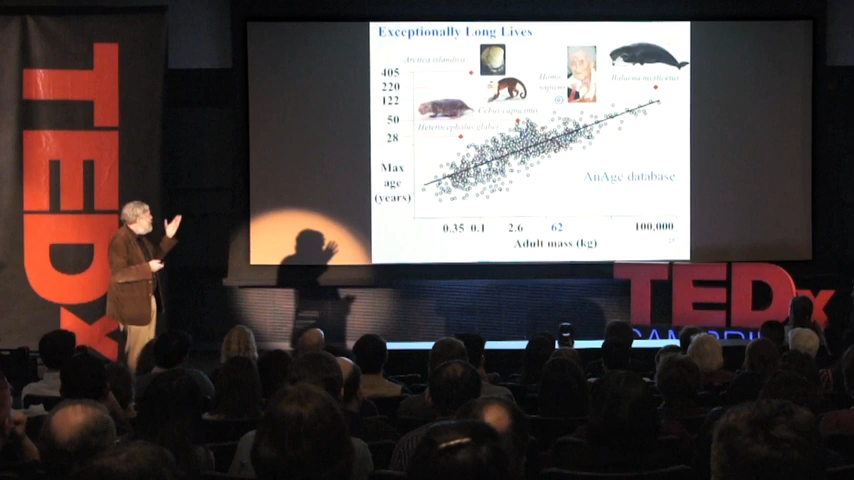 TEDx
Exceptionally Long Lives
Arctica islandica
Homo
sapiens
Balaena mysticetus
Cebus capucinus
Heterocephalus glaber
405
220
122
50
28
Max
age
(years)
AnAge database
0.35 0.1 2.6 62 100,000
Adult mass (kg)
TEDx